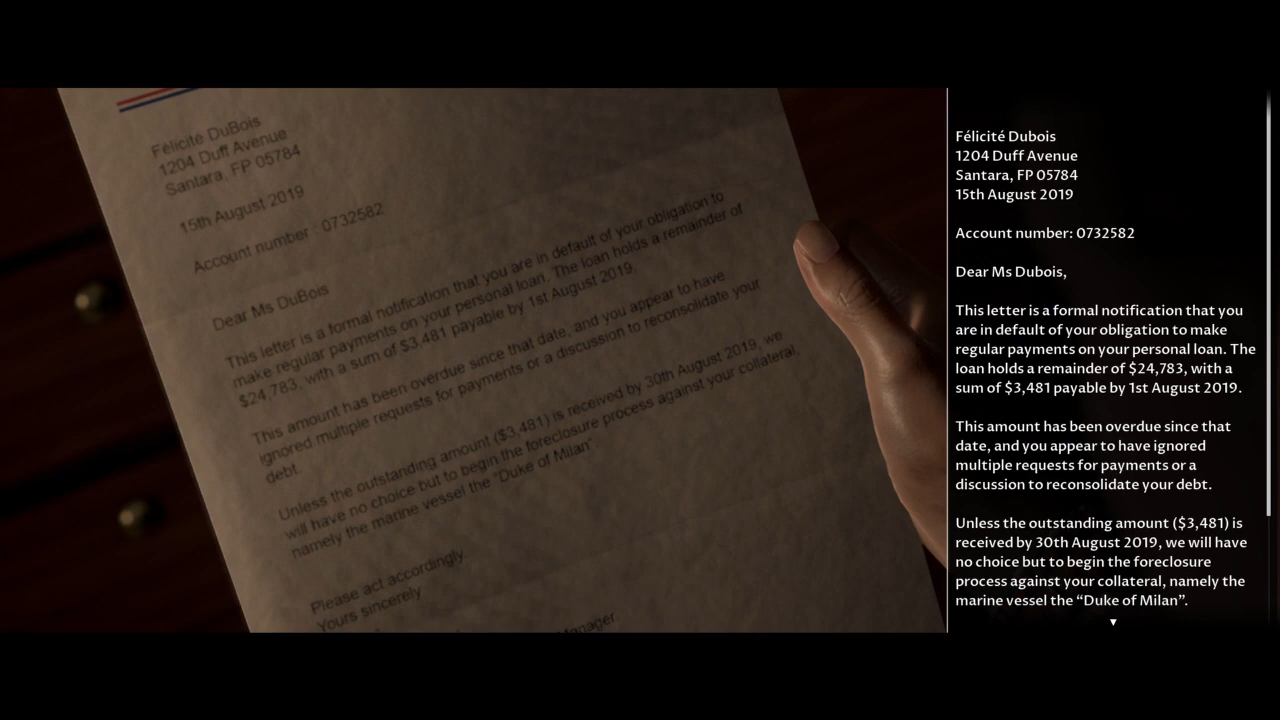 Félicité DuBois
1204 Duff Avenue
Santara, FP 05784
15th August 2019
Account number : 0732582
Dear Ms DuBois
This letter is a formal notification that you are in default of your obligation to
make regular payments on your personal loan. The loan holds a remainder of
$24,783, with a sum of $3,481 payable by 1st August 2019.
This amount has been overdue since that date, and you appear to have
ignored multiple requests for payments or a discussion to reconsolidate your
debt.
Unless the outstanding amount ($3,481) is received by 30th August 2019, we
will have no choice but to begin the foreclosure process against your collateral,
namely the marine vessel the "Duke of Milan"
Please act accordingly.
Yours sincerely
Manager
Félicité Dubois
1204 Duff Avenue
Santara, FP 05784
15th August 2019
Account number: 0732582
Dear Ms Dubois,
This letter is a formal notification that you
are in default of your obligation to make
regular payments on your personal loan. The
loan holds a remainder of $24,783, with a
sum of $3,481 payable by 1st August 2019.
This amount has been overdue since that
date, and you appear to have ignored
multiple requests for payments or a
discussion to reconsolidate your debt.
Unless the outstanding amount ($3,481) is
received by 30th August 2019, we will have
no choice but to begin the foreclosure
process against your collateral, namely the
marine vessel the “Duke of Milan”.